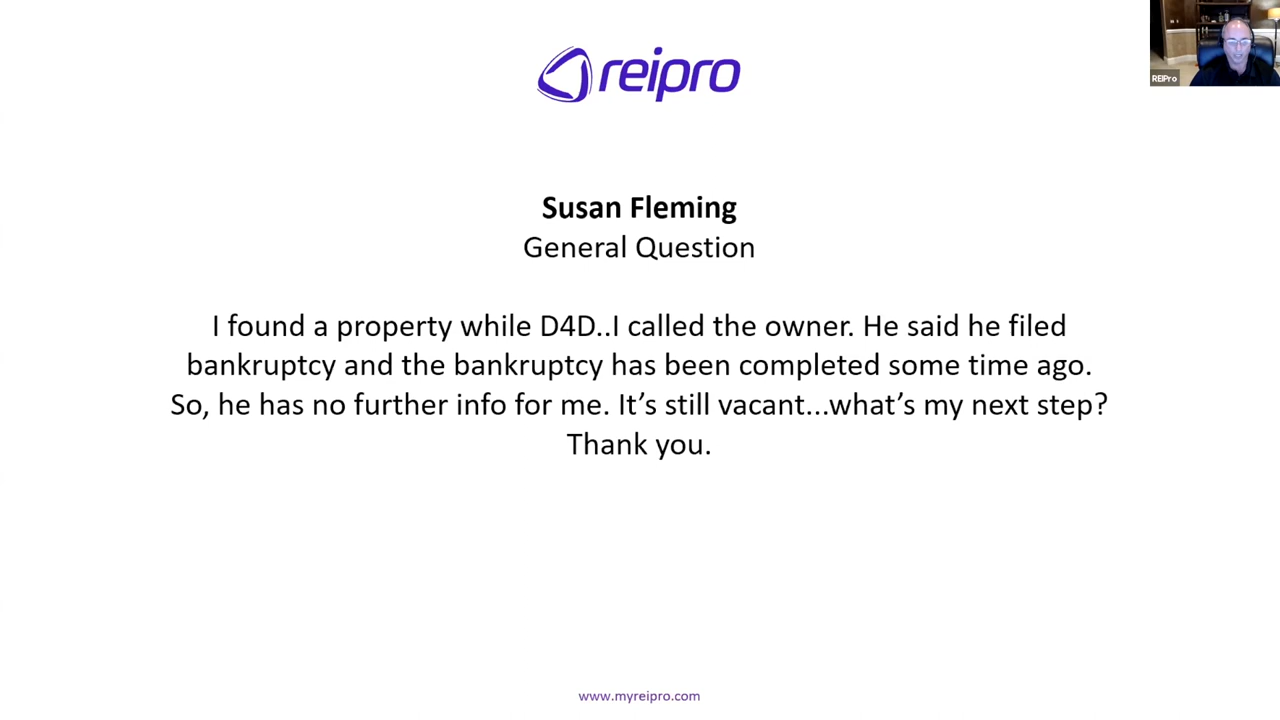 reipro
REIPro
Susan Fleming
General Question
I found a property while D4D..I called the owner. He said he filed
bankruptcy and the bankruptcy has been completed some time ago.
So, he has no further info for me. It's still vacant...what's my next step?
Thank you.
www.myreipro.com